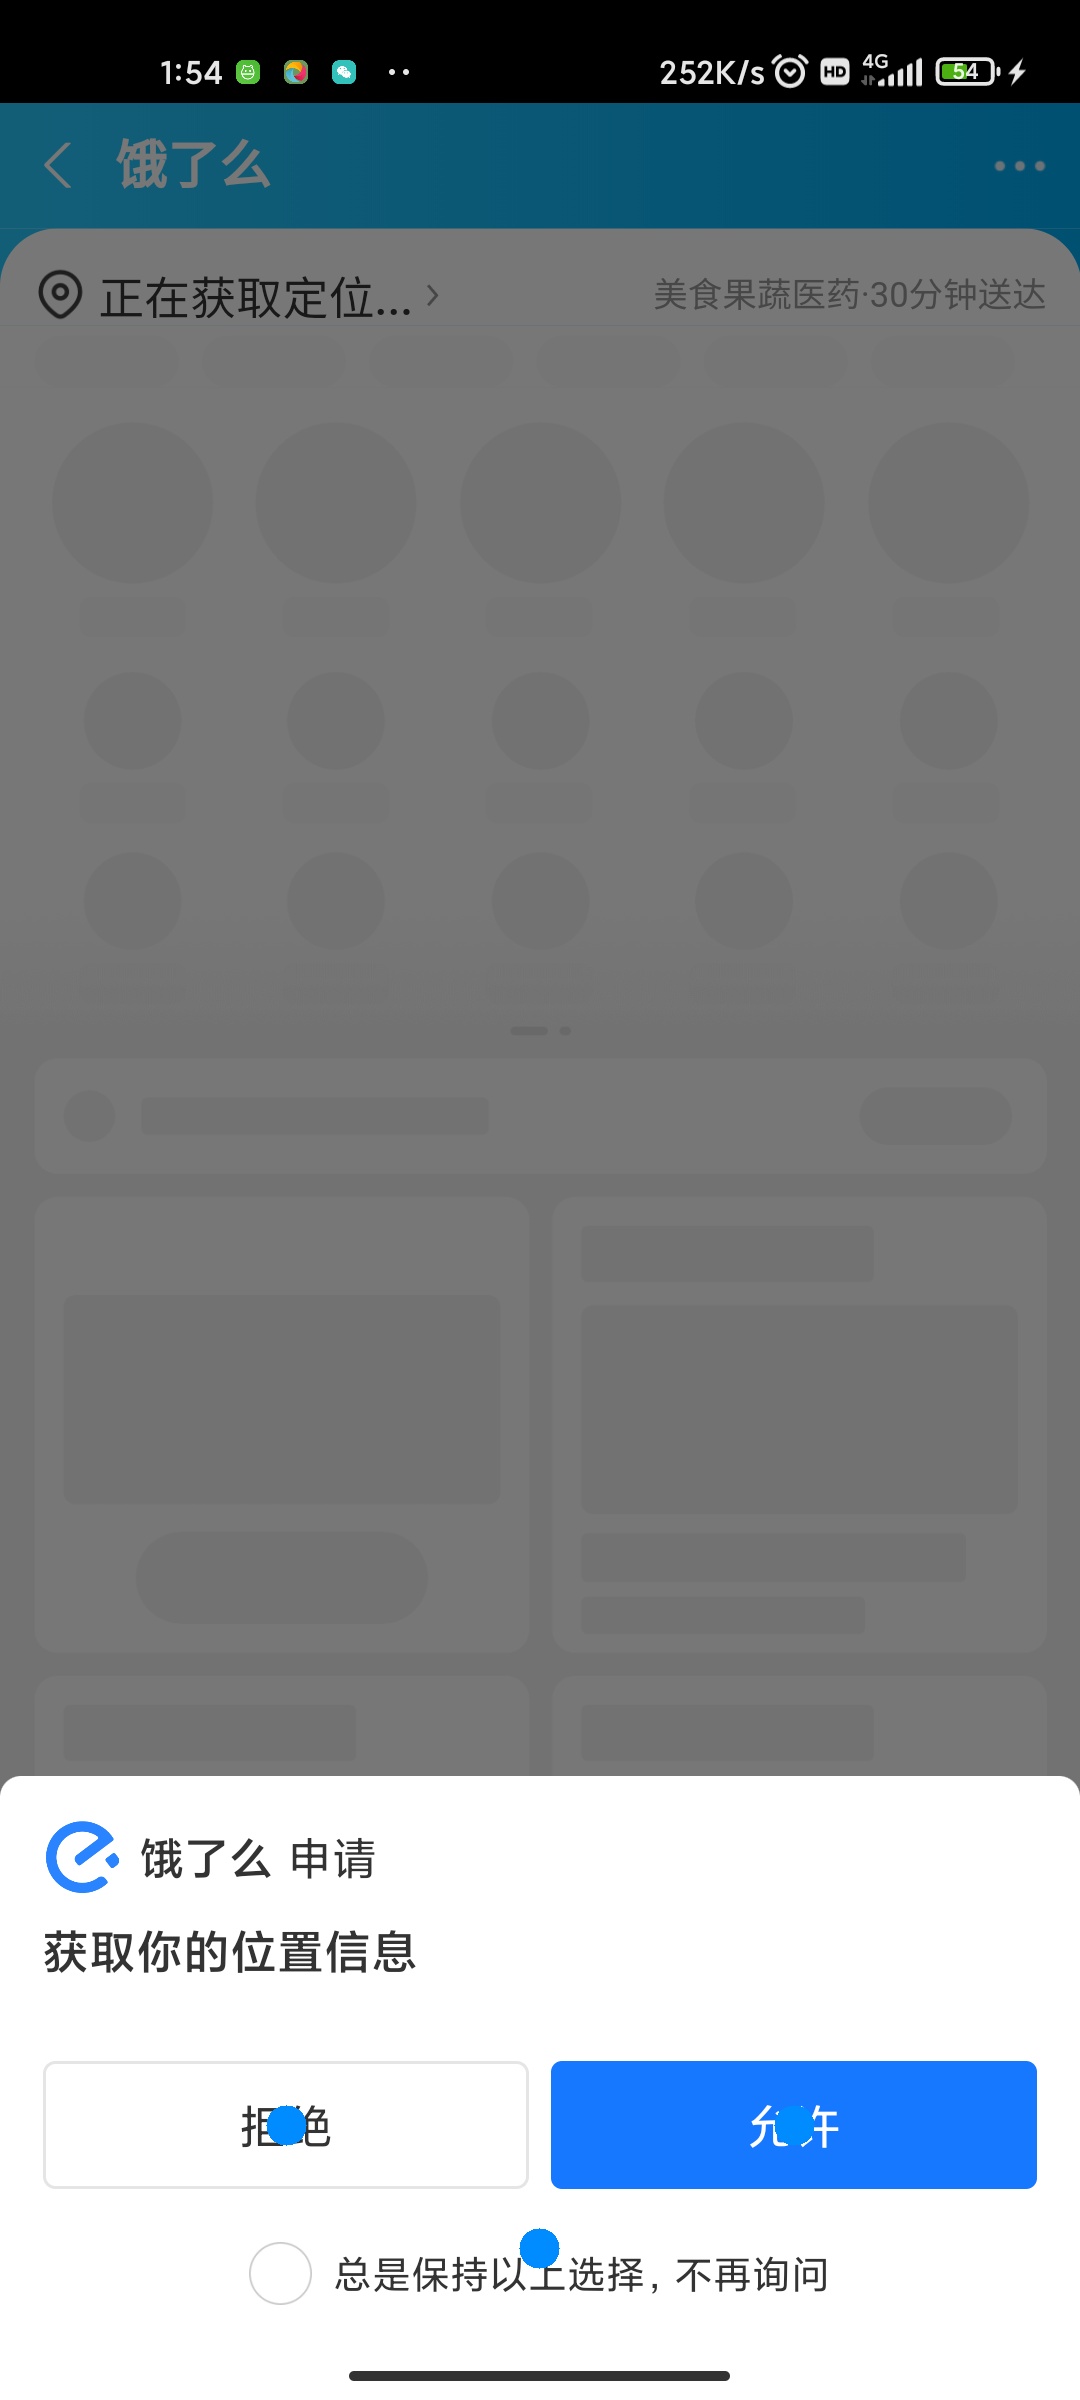 1:54
252K/s HD 4G 54
饿了么
正在获取定位...
美食果蔬医药·30分钟送达
饿了么 申请
获取你的位置信息
拒绝
允许
总是保持以上选择，不再询问